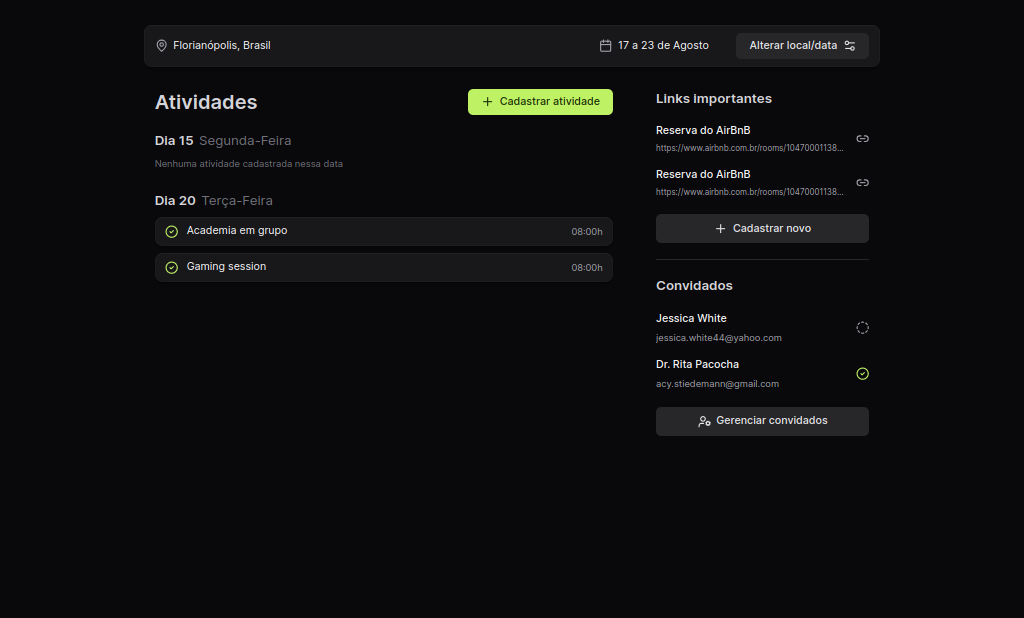 Florianópolis, Brasil
17 a 23 de Agosto
Alterar local/data
Atividades
Cadastrar atividade
Dia 15 Segunda-Feira
Nenhuma atividade cadastrada nessa data
Dia 20 Terça-Feira
Academia em grupo
08:00h
Gaming session
08:00h
Links importantes
Reserva do AirBnB
https://www.airbnb.com.br/rooms/10470001138...
Reserva do AirBnB
https://www.airbnb.com.br/rooms/10470001138...
Cadastrar novo
Convidados
Jessica White
jessica.white44@yahoo.com
Dr. Rita Pacocha
acy.stiedemann@gmail.com
Gerenciar convidados